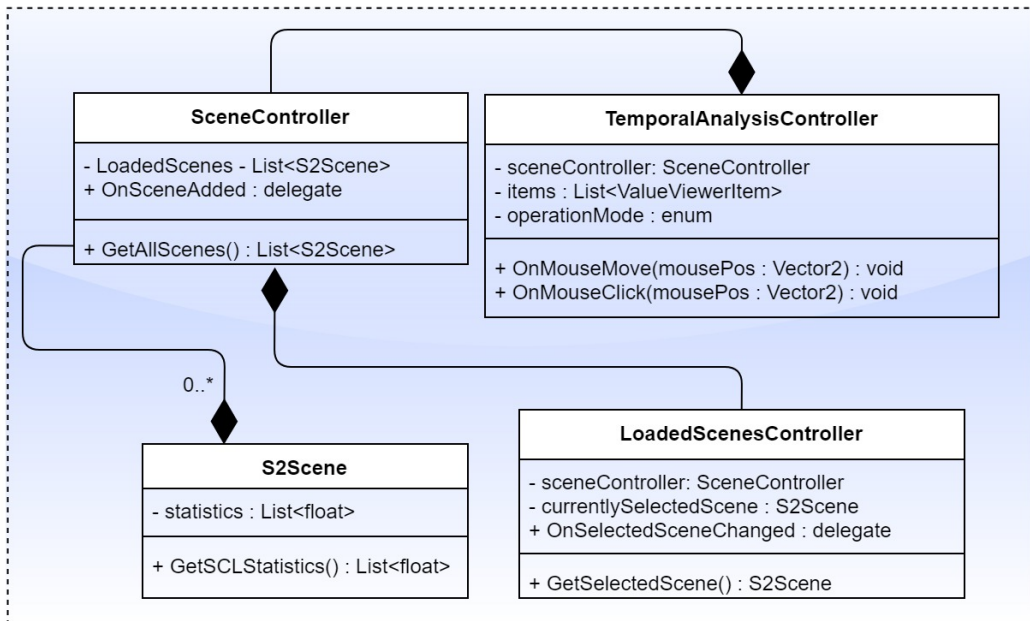 SceneController
- LoadedScenes - List<S2Scene>
+ OnSceneAdded : delegate
+ GetAllScenes() : List<S2Scene>
TemporalAnalysisController
- sceneController: SceneController
- items : List<ValueViewerItem>
- operationMode : enum
+ OnMouseMove(mousePos : Vector2) : void
+ OnMouseClick(mousePos : Vector2) : void
0..*
S2Scene
- statistics : List<float>
+ GetSCLStatistics() : List<float>
LoadedScenesController
- sceneController: SceneController
- currentlySelectedScene : S2Scene
+ OnSelectedSceneChanged : delegate
+ GetSelectedScene() : S2Scene